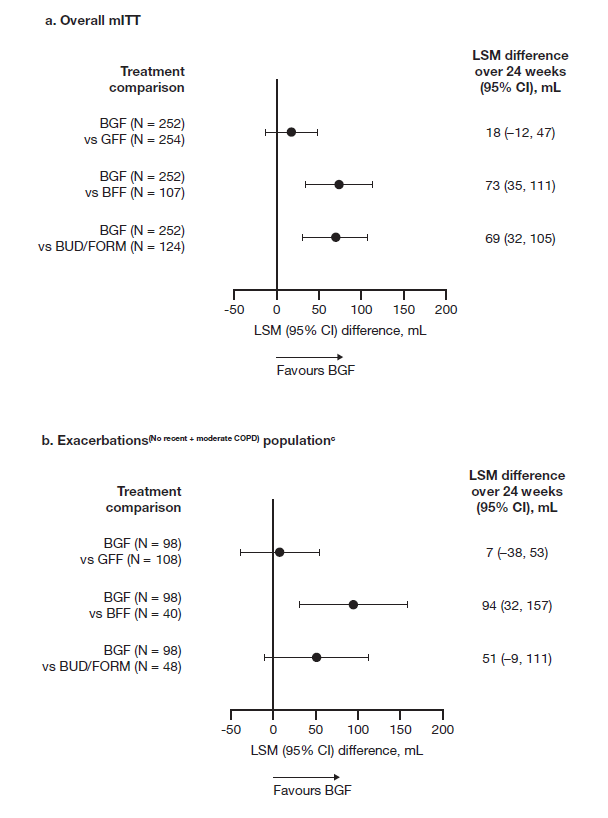 a. Overall mITT
Treatment
comparison
LSM difference
over 24 weeks
(95% CI), mL
BGF (N = 252)
vs GFF (N = 254)
18 (–12, 47)
BGF (N = 252)
vs BFF (N = 107)
73 (35, 111)
BGF (N = 252)
vs BUD/FORM (N = 124)
69 (32, 105)
-50 0 50 100 150 200
LSM (95% CI) difference, mL
Favours BGF
b. Exacerbations(No recent + moderate COPD) populationc
Treatment
comparison
LSM difference
over 24 weeks
(95% CI), mL
BGF (N = 98)
vs GFF (N = 108)
7 (–38, 53)
BGF (N = 98)
vs BFF (N = 40)
94 (32, 157)
BGF (N = 98)
vs BUD/FORM (N = 48)
51 (–9, 111)
-50 0 50 100 150 200
LSM (95% CI) difference, mL
Favours BGF